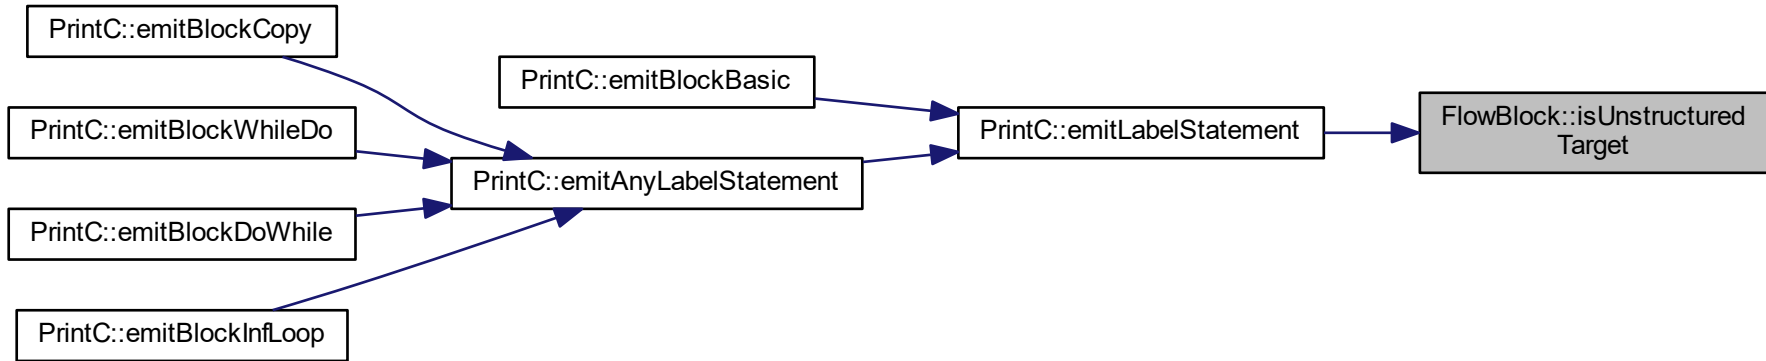 PrintC::emitBlockCopy
PrintC::emitBlockWhileDo
PrintC::emitBlockDoWhile
PrintC::emitBlockInfLoop
PrintC::emitBlockBasic
PrintC::emitAnyLabelStatement
PrintC::emitLabelStatement
FlowBlock::isUnstructured
Target